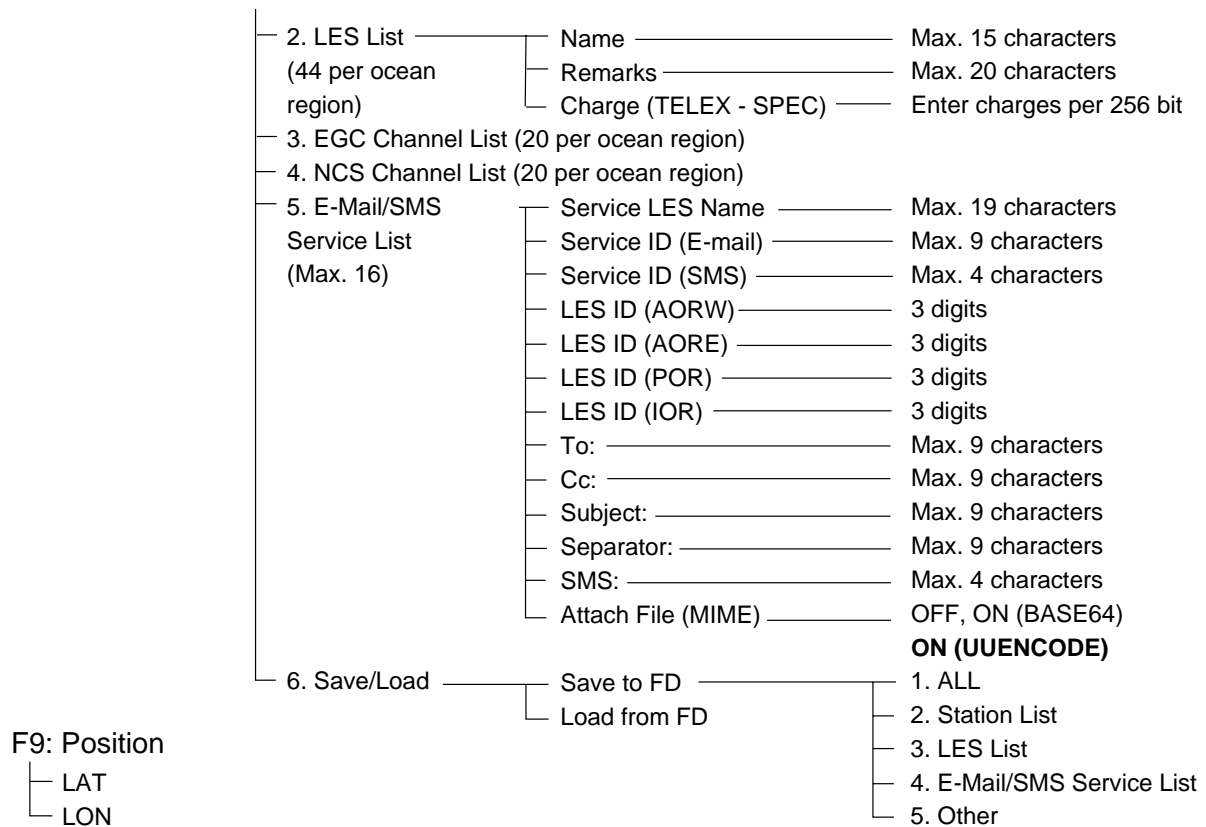 2. LES List Name Max. 15 characters
(44 per ocean Remarks Max. 20 characters
region) Charge (TELEX - SPEC) Enter charges per 256 bit
3. EGC Channel List (20 per ocean region)
4. NCS Channel List (20 per ocean region)
5. E-Mail/SMS Service LES Name Max. 19 characters
Service List Service ID (E-mail) Max. 9 characters
(Max. 16) Service ID (SMS) Max. 4 characters
LES ID (AORW) 3 digits
LES ID (AORE) 3 digits
LES ID (POR) 3 digits
LES ID (IOR) 3 digits
To: Max. 9 characters
Cc: Max. 9 characters
Subject: Max. 9 characters
Separator: Max. 9 characters
SMS: Max. 4 characters
Attach File (MIME) OFF, ON (BASE64)
ON (UUENCODE)
6. Save/Load Save to FD 1. ALL
Load from FD 2. Station List
F9: Position 3. LES List
LAT 4. E-Mail/SMS Service List
LON 5. Other